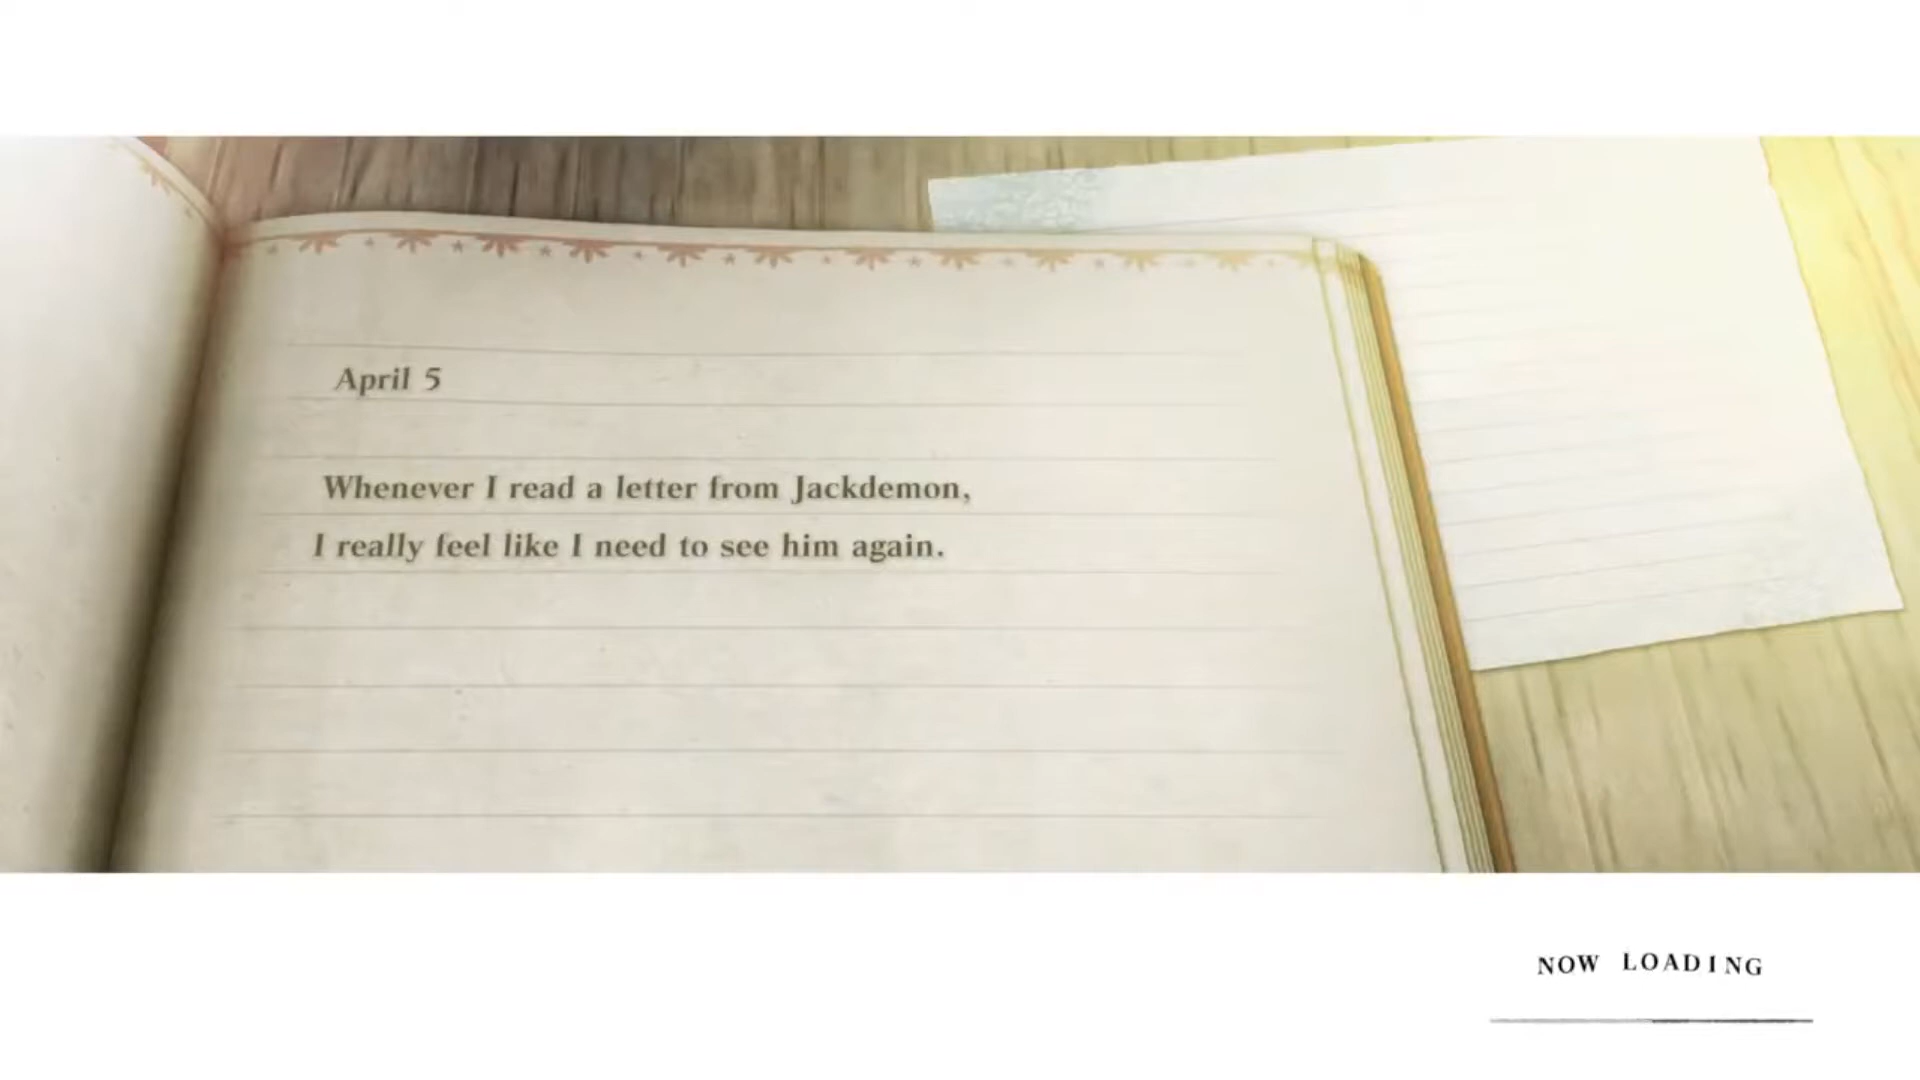 April 5
Whenever I read a letter from Jackdemon,
I really feel like I need to see him again.
NOW LOADING